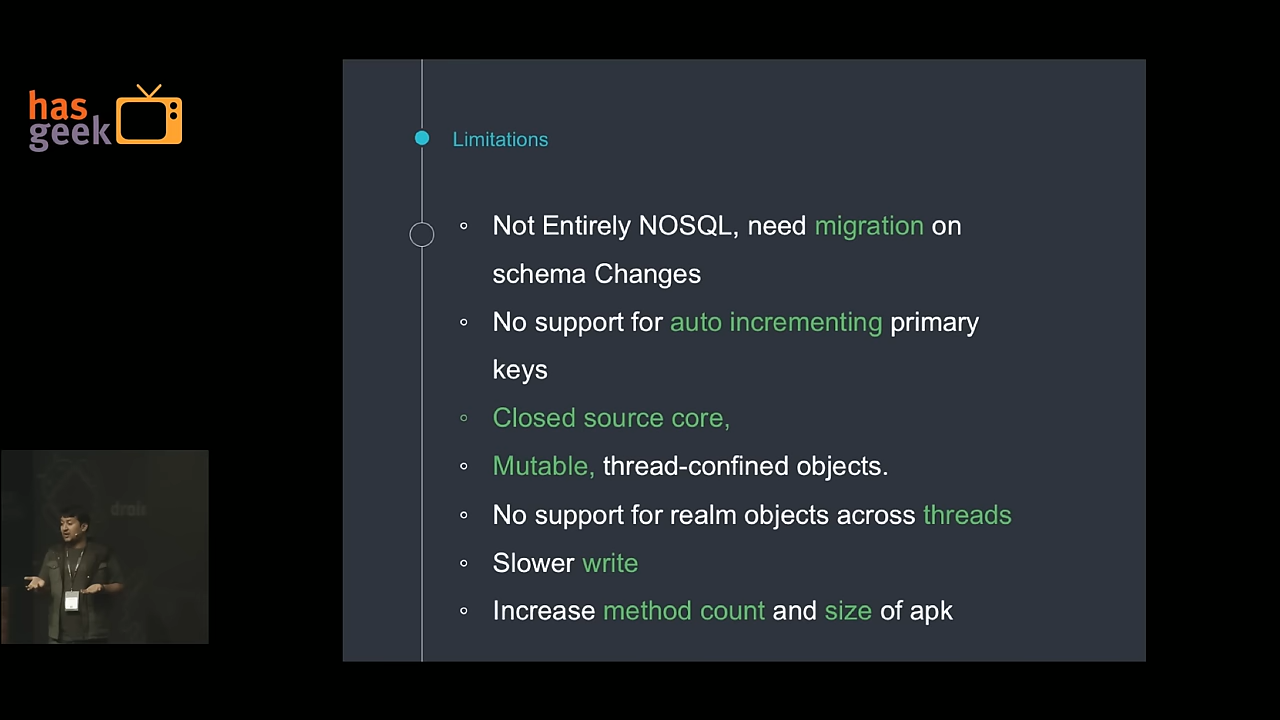 has
geek
Limitations
Not Entirely NOSQL, need migration on
schema Changes
No support for auto incrementing primary
keys
Closed source core,
Mutable, thread-confined objects.
No support for realm objects across threads
Slower write
Increase method count and size of apk